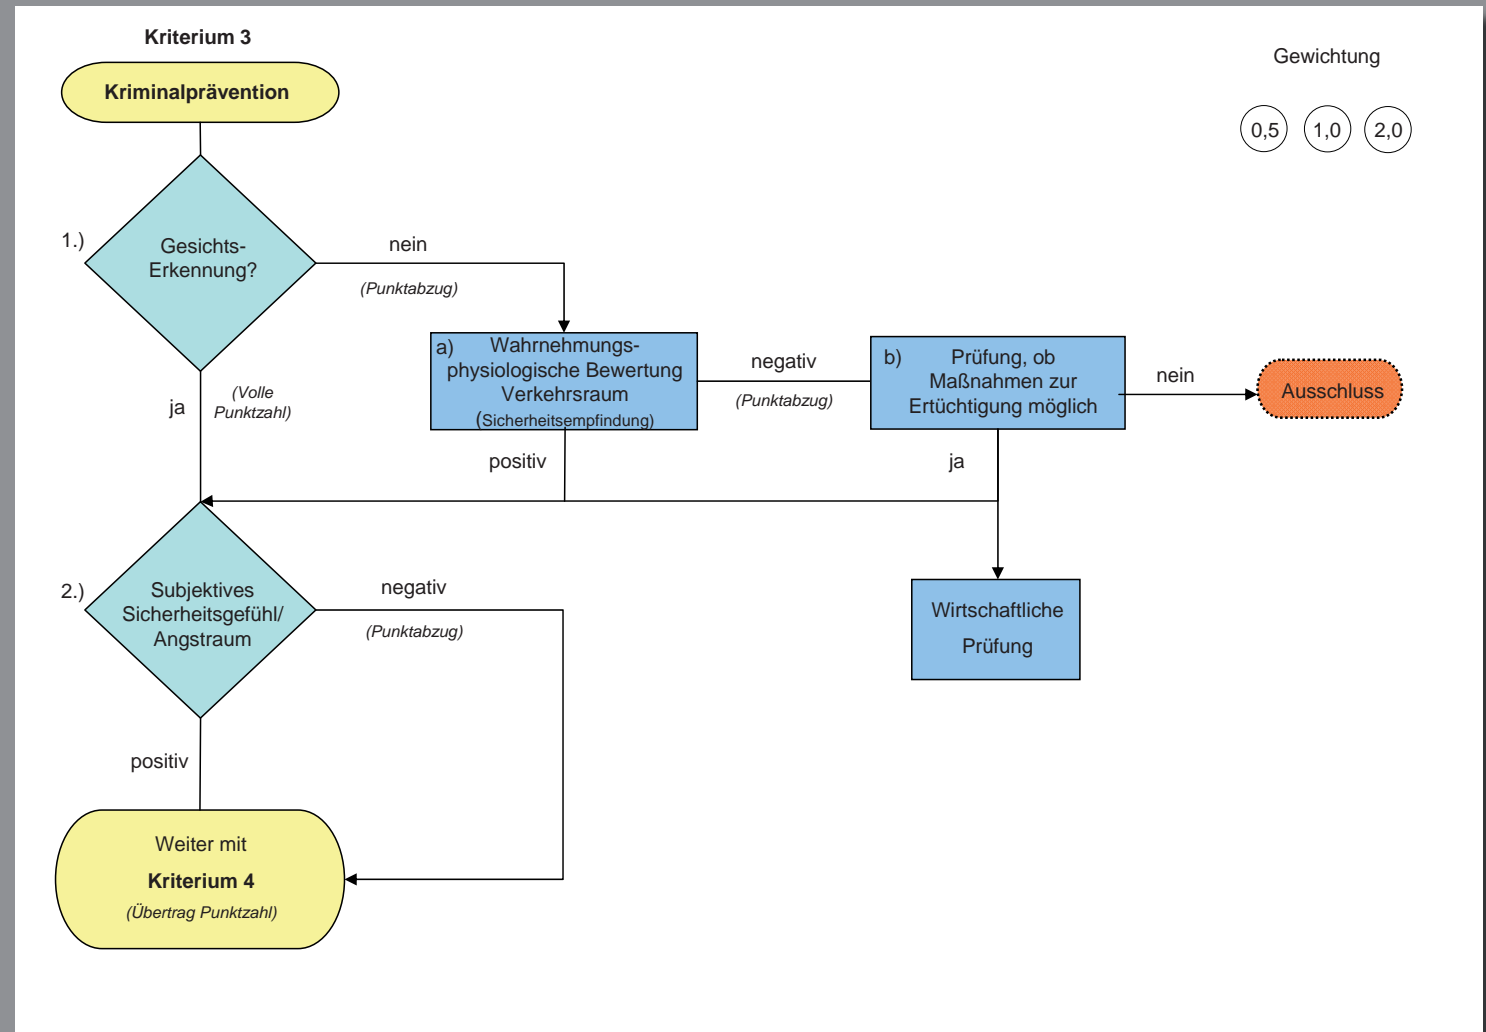 Kriterium 3
Kriminalprävention
Gewichtung
0,5 1,0 2,0
1.)
Gesichts-
Erkennung?
nein
(Punktabzug)
ja
(Volle
Punktzahl)
a) Wahrnehmungs-
physiologische Bewertung
Verkehrsraum
(Sicherheitsempfindung)
negativ
(Punktabzug)
b) Prüfung, ob
Maßnahmen zur
Ertüchtigung möglich
nein
Ausschluss
positiv
ja
2.)
Subjektives
Sicherheitsgefühl/
Angstraum
negativ
(Punktabzug)
Wirtschaftliche
Prüfung
positiv
Weiter mit
Kriterium 4
(Übertrag Punktzahl)